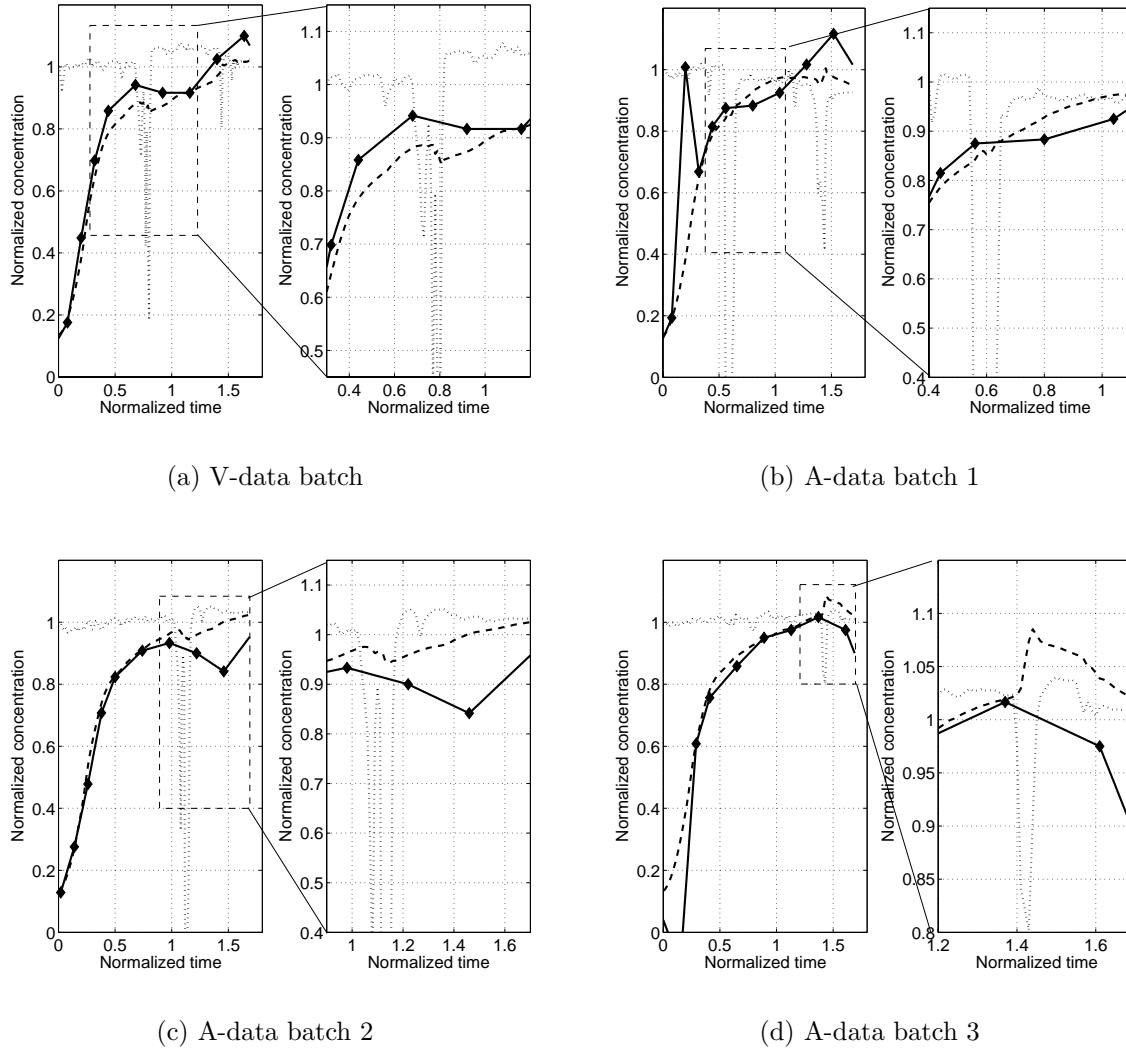 Normalized concentration
1
0.8
0.6
0.4
0.2
0
0 0.5 1 1.5
Normalized time
Normalized concentration
1.1
1
0.9
0.8
0.7
0.6
0.5
0.4 0.6 0.8 1
Normalized time
(a) V-data batch
Normalized concentration
1
0.8
0.6
0.4
0.2
0
0 0.5 1 1.5
Normalized time
Normalized concentration
1.1
1
0.9
0.8
0.7
0.6
0.5
0.4
0.4 0.6 0.8 1
Normalized time
(b) A-data batch 1
Normalized concentration
1
0.8
0.6
0.4
0.2
0
0 0.5 1 1.5
Normalized time
Normalized concentration
1.1
1
0.9
0.8
0.7
0.6
0.5
0.4
1 1.2 1.4 1.6
Normalized time
(c) A-data batch 2
Normalized concentration
1
0.8
0.6
0.4
0.2
0
0 0.5 1 1.5
Normalized time
Normalized concentration
1.1
1.05
1
0.95
0.9
0.85
0.8
1.2 1.4 1.6
Normalized time
(d) A-data batch 3